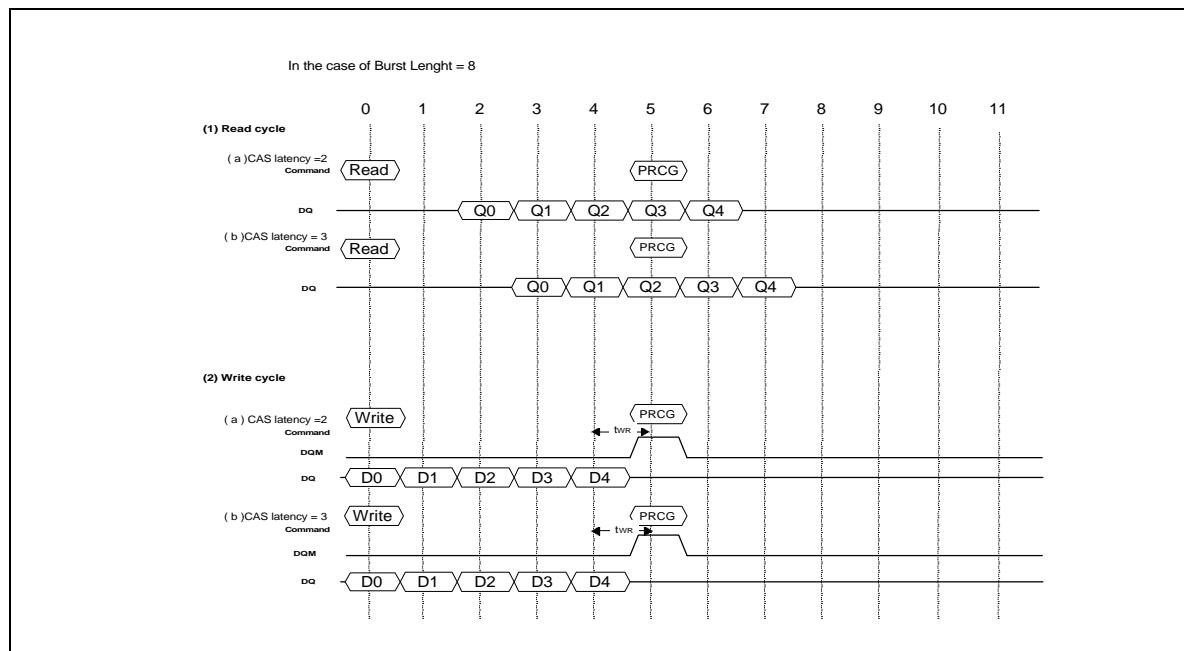 In the case of Burst Lenght = 8
0 1 2 3 4 5 6 7 8 9 10 11
(1) Read cycle
( a )CAS latency =2
Command Read PRCG
DQ Q0 Q1 Q2 Q3 Q4
( b )CAS latency = 3
Command Read PRCG
DQ Q0 Q1 Q2 Q3 Q4
(2) Write cycle
( a ) CAS latency =2 Write PRCG
Command tWR
DQM
DQ D0 D1 D2 D3 D4
( b )CAS latency = 3 Write PRCG
Command tWR
DQM
DQ D0 D1 D2 D3 D4